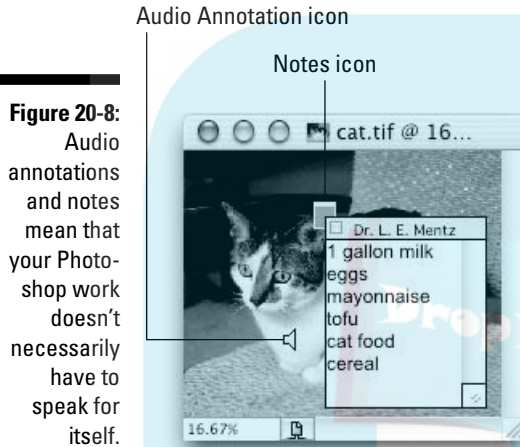 Audio Annotation icon
Notes icon
Figure 20-8:
Audio
annotations
and notes
mean that
your Photo-
shop work
doesn't
necessarily
have to
speak for
itself.
cat.tif @ 16...
Dr. L. E. Mentz
1 gallon milk
eggs
mayonnaise
tofu
cat food
cereal
Drop
16.67%